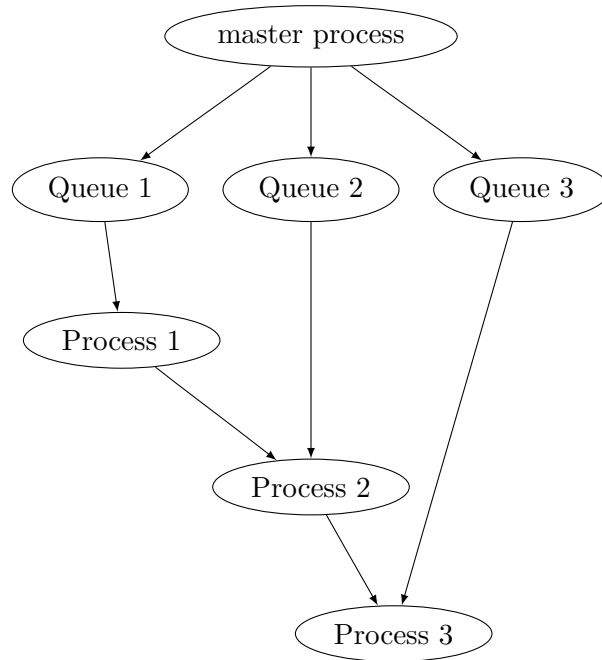 master process
Queue 1
Queue 2
Queue 3
Process 1
Process 2
Process 3